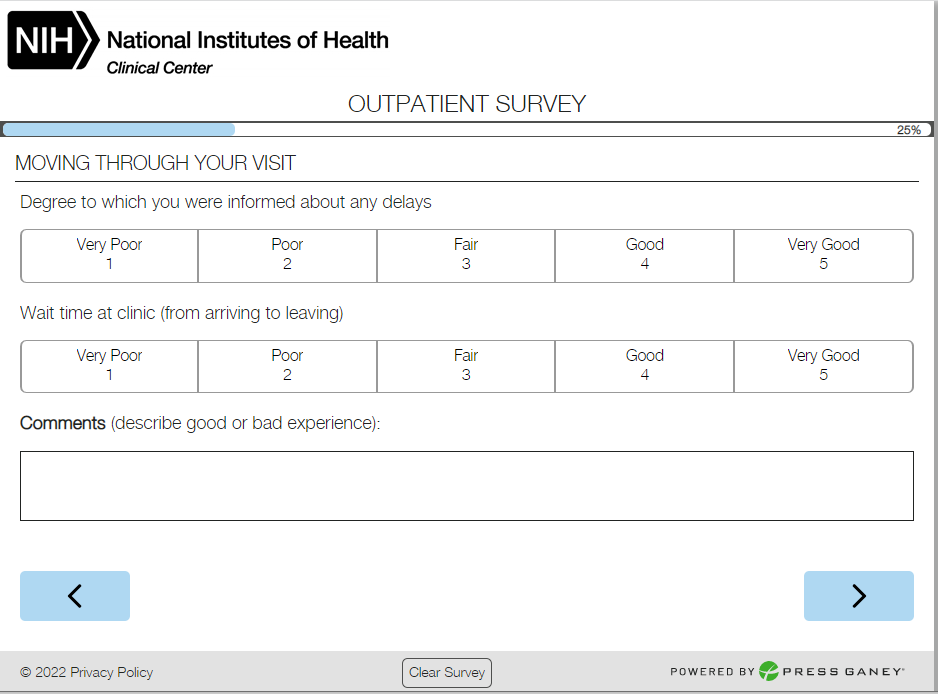 NIH National Institutes of Health
Clinical Center
OUTPATIENT SURVEY
25%
MOVING THROUGH YOUR VISIT
Degree to which you were informed about any delays
Very Poor Poor Fair Good Very Good
1 2 3 4 5
Wait time at clinic (from arriving to leaving)
Very Poor Poor Fair Good Very Good
1 2 3 4 5
Comments (describe good or bad experience):
© 2022 Privacy Policy Clear Survey POWERED BY PRESS GANEY